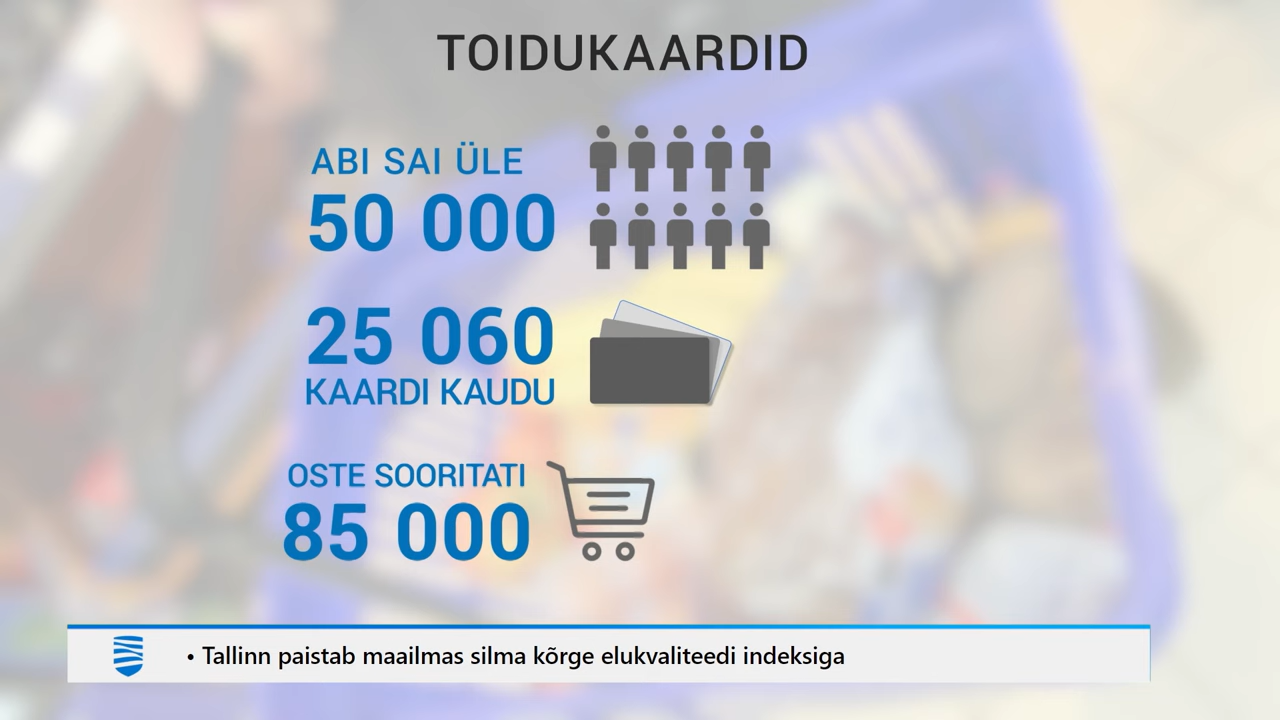 TOIDUKAARDID
ABI SAI ÜLE
50 000
25 060
KAARDI KAUDU
OSTE SOORITATI
85 000
• Tallinn paistab maailmas silma kõrge elukvaliteedi indeksiga